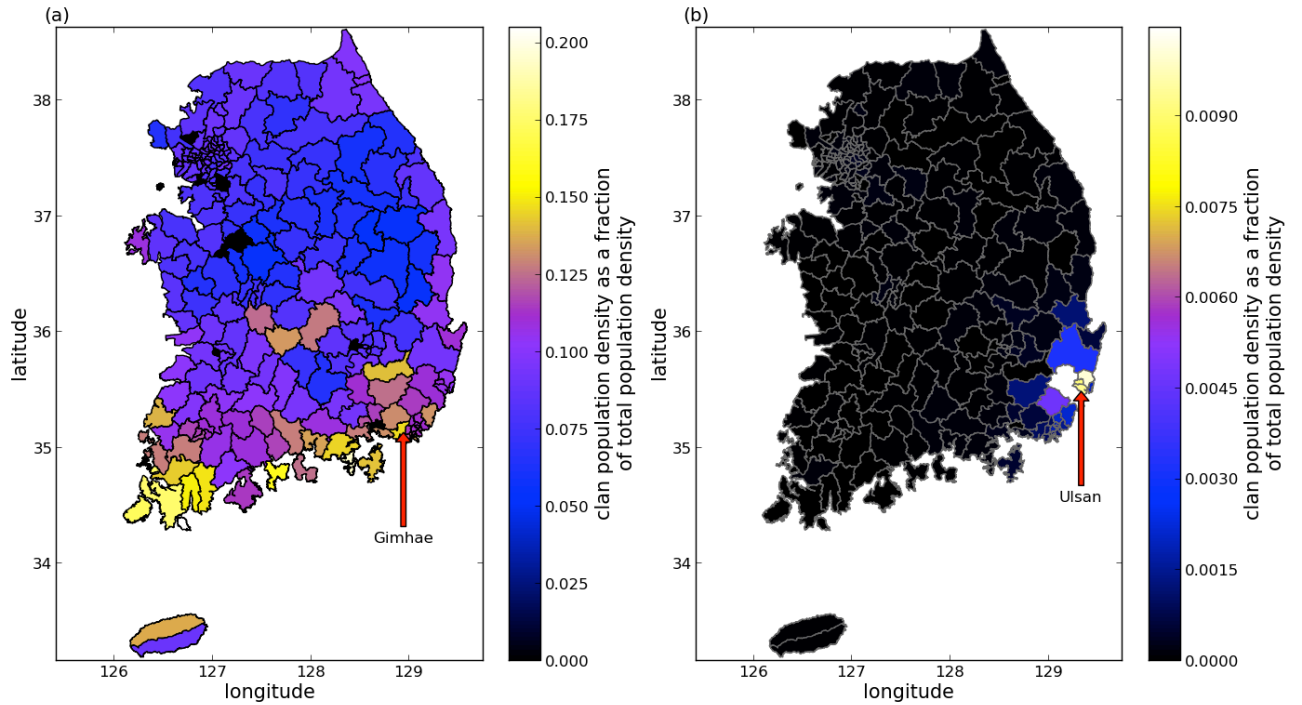 (a)
38
37
36
35
34
latitude
126
127
128
129
longitude
Gimhae
0.200
0.175
0.150
0.125
0.100
0.075
0.050
0.025
0.000
clan population density as a fraction
of total population density
(b)
38
37
36
35
34
latitude
126
127
128
129
longitude
Ulsan
0.0090
0.0075
0.0060
0.0045
0.0030
0.0015
0.0000
clan population density as a fraction
of total population density